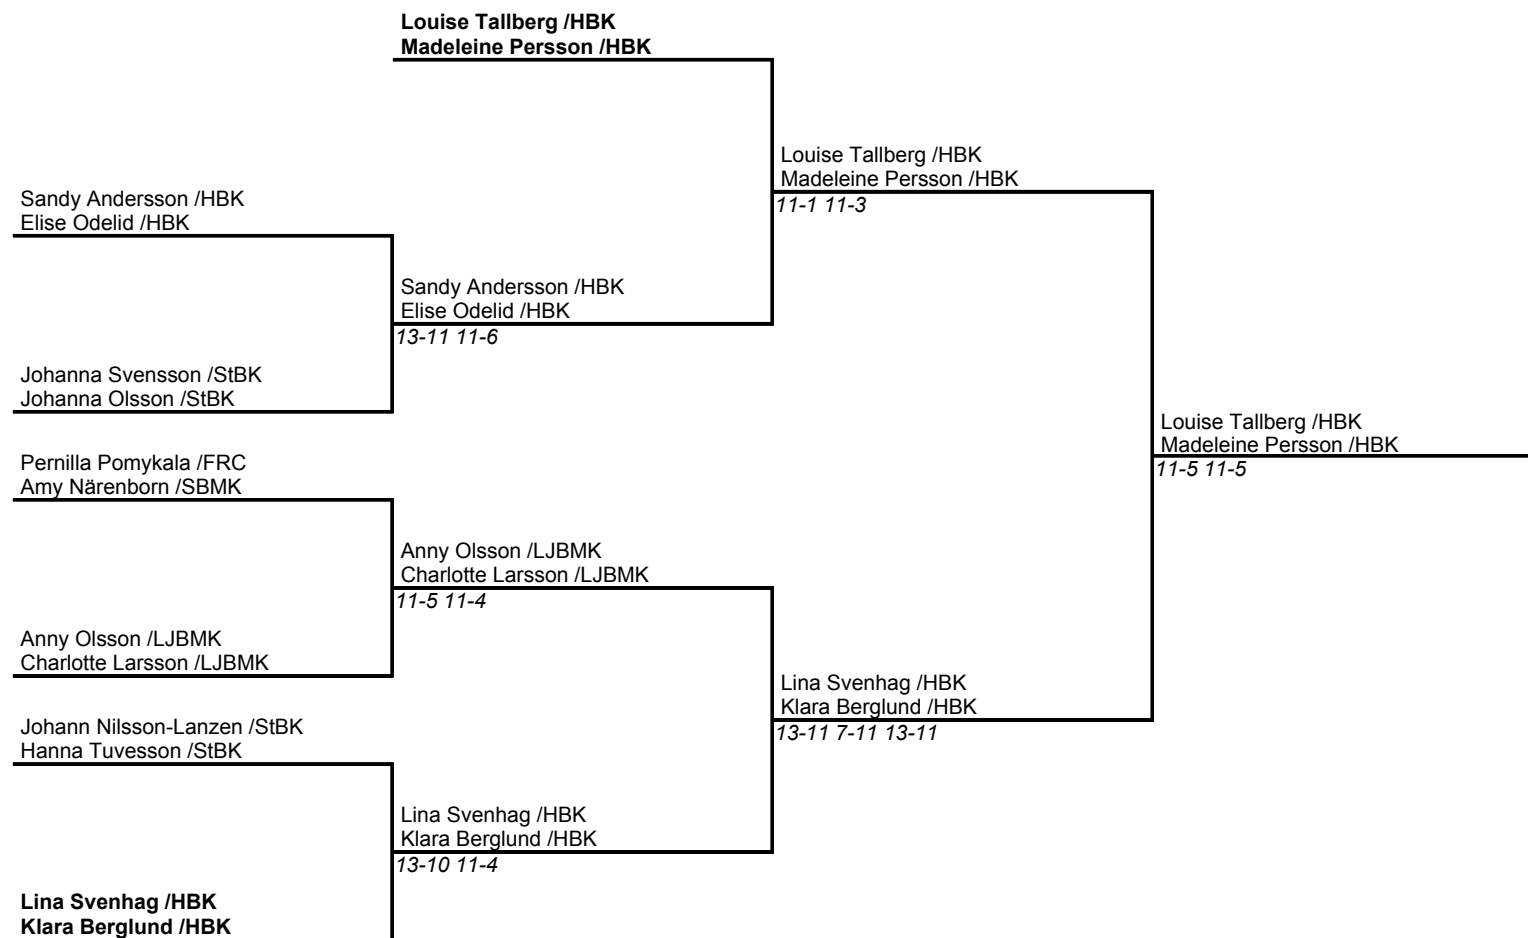 Louise Tallberg /HBK
Madeleine Persson /HBK
Louise Tallberg /HBK
Madeleine Persson /HBK
11-1 11-3
Sandy Andersson /HBK
Elise Odelid /HBK
Sandy Andersson /HBK
Elise Odelid /HBK
13-11 11-6
Johanna Svensson /StBK
Johanna Olsson /StBK
Louise Tallberg /HBK
Madeleine Persson /HBK
11-5 11-5
Pernilla Pomykala /FRC
Amy Närenborn /SBMK
Anny Olsson /LJBMK
Charlotte Larsson /LJBMK
11-5 11-4
Anny Olsson /LJBMK
Charlotte Larsson /LJBMK
Lina Svenhag /HBK
Klara Berglund /HBK
13-11 7-11 13-11
Johann Nilsson-Lanzen /StBK
Hanna Tuvesson /StBK
Lina Svenhag /HBK
Klara Berglund /HBK
13-10 11-4
Lina Svenhag /HBK
Klara Berglund /HBK